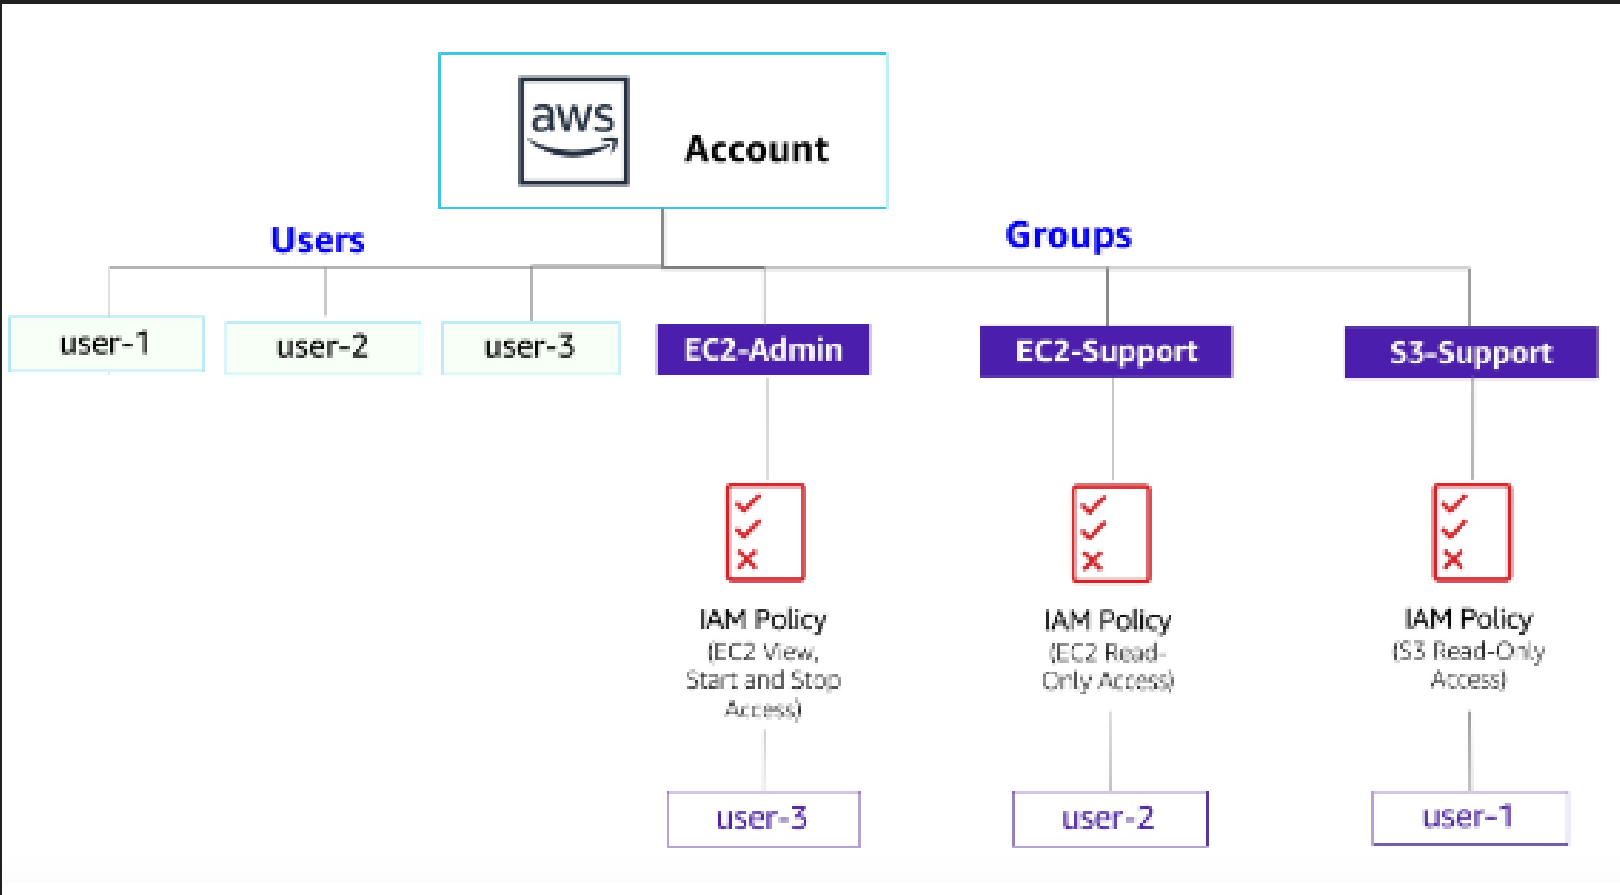 aws
Account
Users
Groups
user-1
user-2
user-3
EC2-Admin
EC2-Support
S3-Support
IAM Policy
(EC2 View,
Start and Stop
Access)
IAM Policy
(EC2 Read-
Only Access)
IAM Policy
(S3 Read-Only
Access)
user-3
user-2
user-1